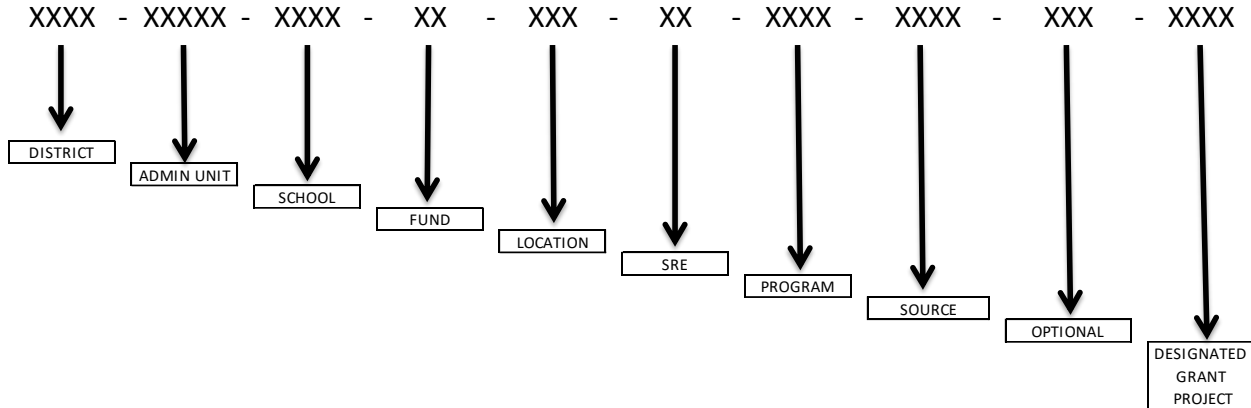 XXXX - XXXXX - XXXX - XX - XXX - XX - XXXX - XXXX - XXX - XXXX
DISTRICT
ADMIN UNIT
SCHOOL
FUND
LOCATION
SRE
PROGRAM
SOURCE
OPTIONAL
DESIGNATED
GRANT
PROJECT